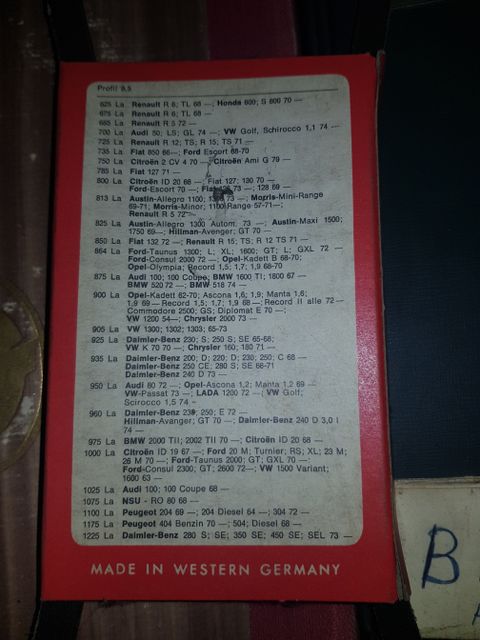 Profil 9,5
625 La Renault R 6; TL 68 —; Honda 600; S 800 70 —
675 La Renault R 6; TL 68 —
685 La Renault R 5 72 —
700 La Audi 50; LS; GL 74 —; VW Golf, Schirocco 1,1 74 —
725 La Renault R 12; TS; R 15; TS 71 —
735 La Fiat 850 66—; Ford Escort 68-70
750 La Citroën 2 CV 4 70 —; Citroën Ami G 70 —
785 La Fiat 127 71 —
800 La Citroën ID 20 68 —; Fiat 127; 130 70 —
Ford-Escort 70 —; Fiat 73 —; 128 69 —
813 La Austin-Allegro 1100; 1300 73 —; Morris-Mini-Range
69-71; Morris-Minor; 1100 Range 57-71—;
Renault R 5 72 —
825 La Austin-Allegro 1300 Autom. 73 —; Austin-Maxi 1500;
1750 69—; Hillman-Avenger; GT 70 —
850 La Fiat 132 72 —; Renault R 15; TS; R 12 TS 71 —
864 La Ford-Taunus 1300; L; XL; 1600; GT; L; GXL 72 —
Ford-Consul 2000 72 —; Opel-Kadett B 68-70;
Opel-Olympia; Record 1,5; 1,7; 1,9 68-70
875 La Audi 100; 100 Coupe; BMW 1600 TI; 1800 67 —
BMW 520 72 —; BMW 518 74 —
900 La Opel-Kadett 62-70; Ascona 1,6; 1,9; Manta 1,6;
1,9 69 — Record 1,5; 1,7; 1,9 68 —; Record II alle 72 —
Commodore 2500; GS; Diplomat E 70 —;
VW 1200 54—; Chrysler 2000 73 —
905 La VW 1300; 1302; 1303; 65-73
925 La Daimler-Benz 230; S; 250 S; SE 65-68;
VW K 70 70 —; Chrysler 160; 180 71 —
935 La Daimler-Benz 200; D; 220; D; 230; 250; C 68 —
Daimler-Benz 250 CE; 280 S; SE 68-71
Daimler-Benz 240 D 73 —
950 La Audi 80 72 —; Opel-Ascona 1,2; Manta 1,2 69 —
VW-Passat 73 —; LADA 1200 72 —; VW Golf;
Scirocco 1,5 74 —
960 La Daimler-Benz 230; 250; E 72 —
Hillman-Avenger; GT 70 —; Daimler-Benz 240 D 3,0 l
74 —
975 La BMW 2000 TII; 2002 TII 70 —; Citroën ID 20 68 —
1000 La Citroën ID 19 67 —; Ford 20 M; Turnier; RS; XL; 23 M;
26 M 70 —; Ford-Taunus 2000; GT; GXL 70 —;
Ford-Consul 2300; GT; 2600 72—; VW 1500 Variant;
1600 63 —
1025 La Audi 100; 100 Coupe 68 —
1075 La NSU - RO 80 68 —
1100 La Peugeot 204 69 —; 204 Diesel 64 —; 304 72 —
1175 La Peugeot 404 Benzin 70 —; 504; Diesel 68 —
1225 La Daimler-Benz 280 S; SE; 350 SE; 450 SE; SEL 73 —
MADE IN WESTERN GERMANY
B